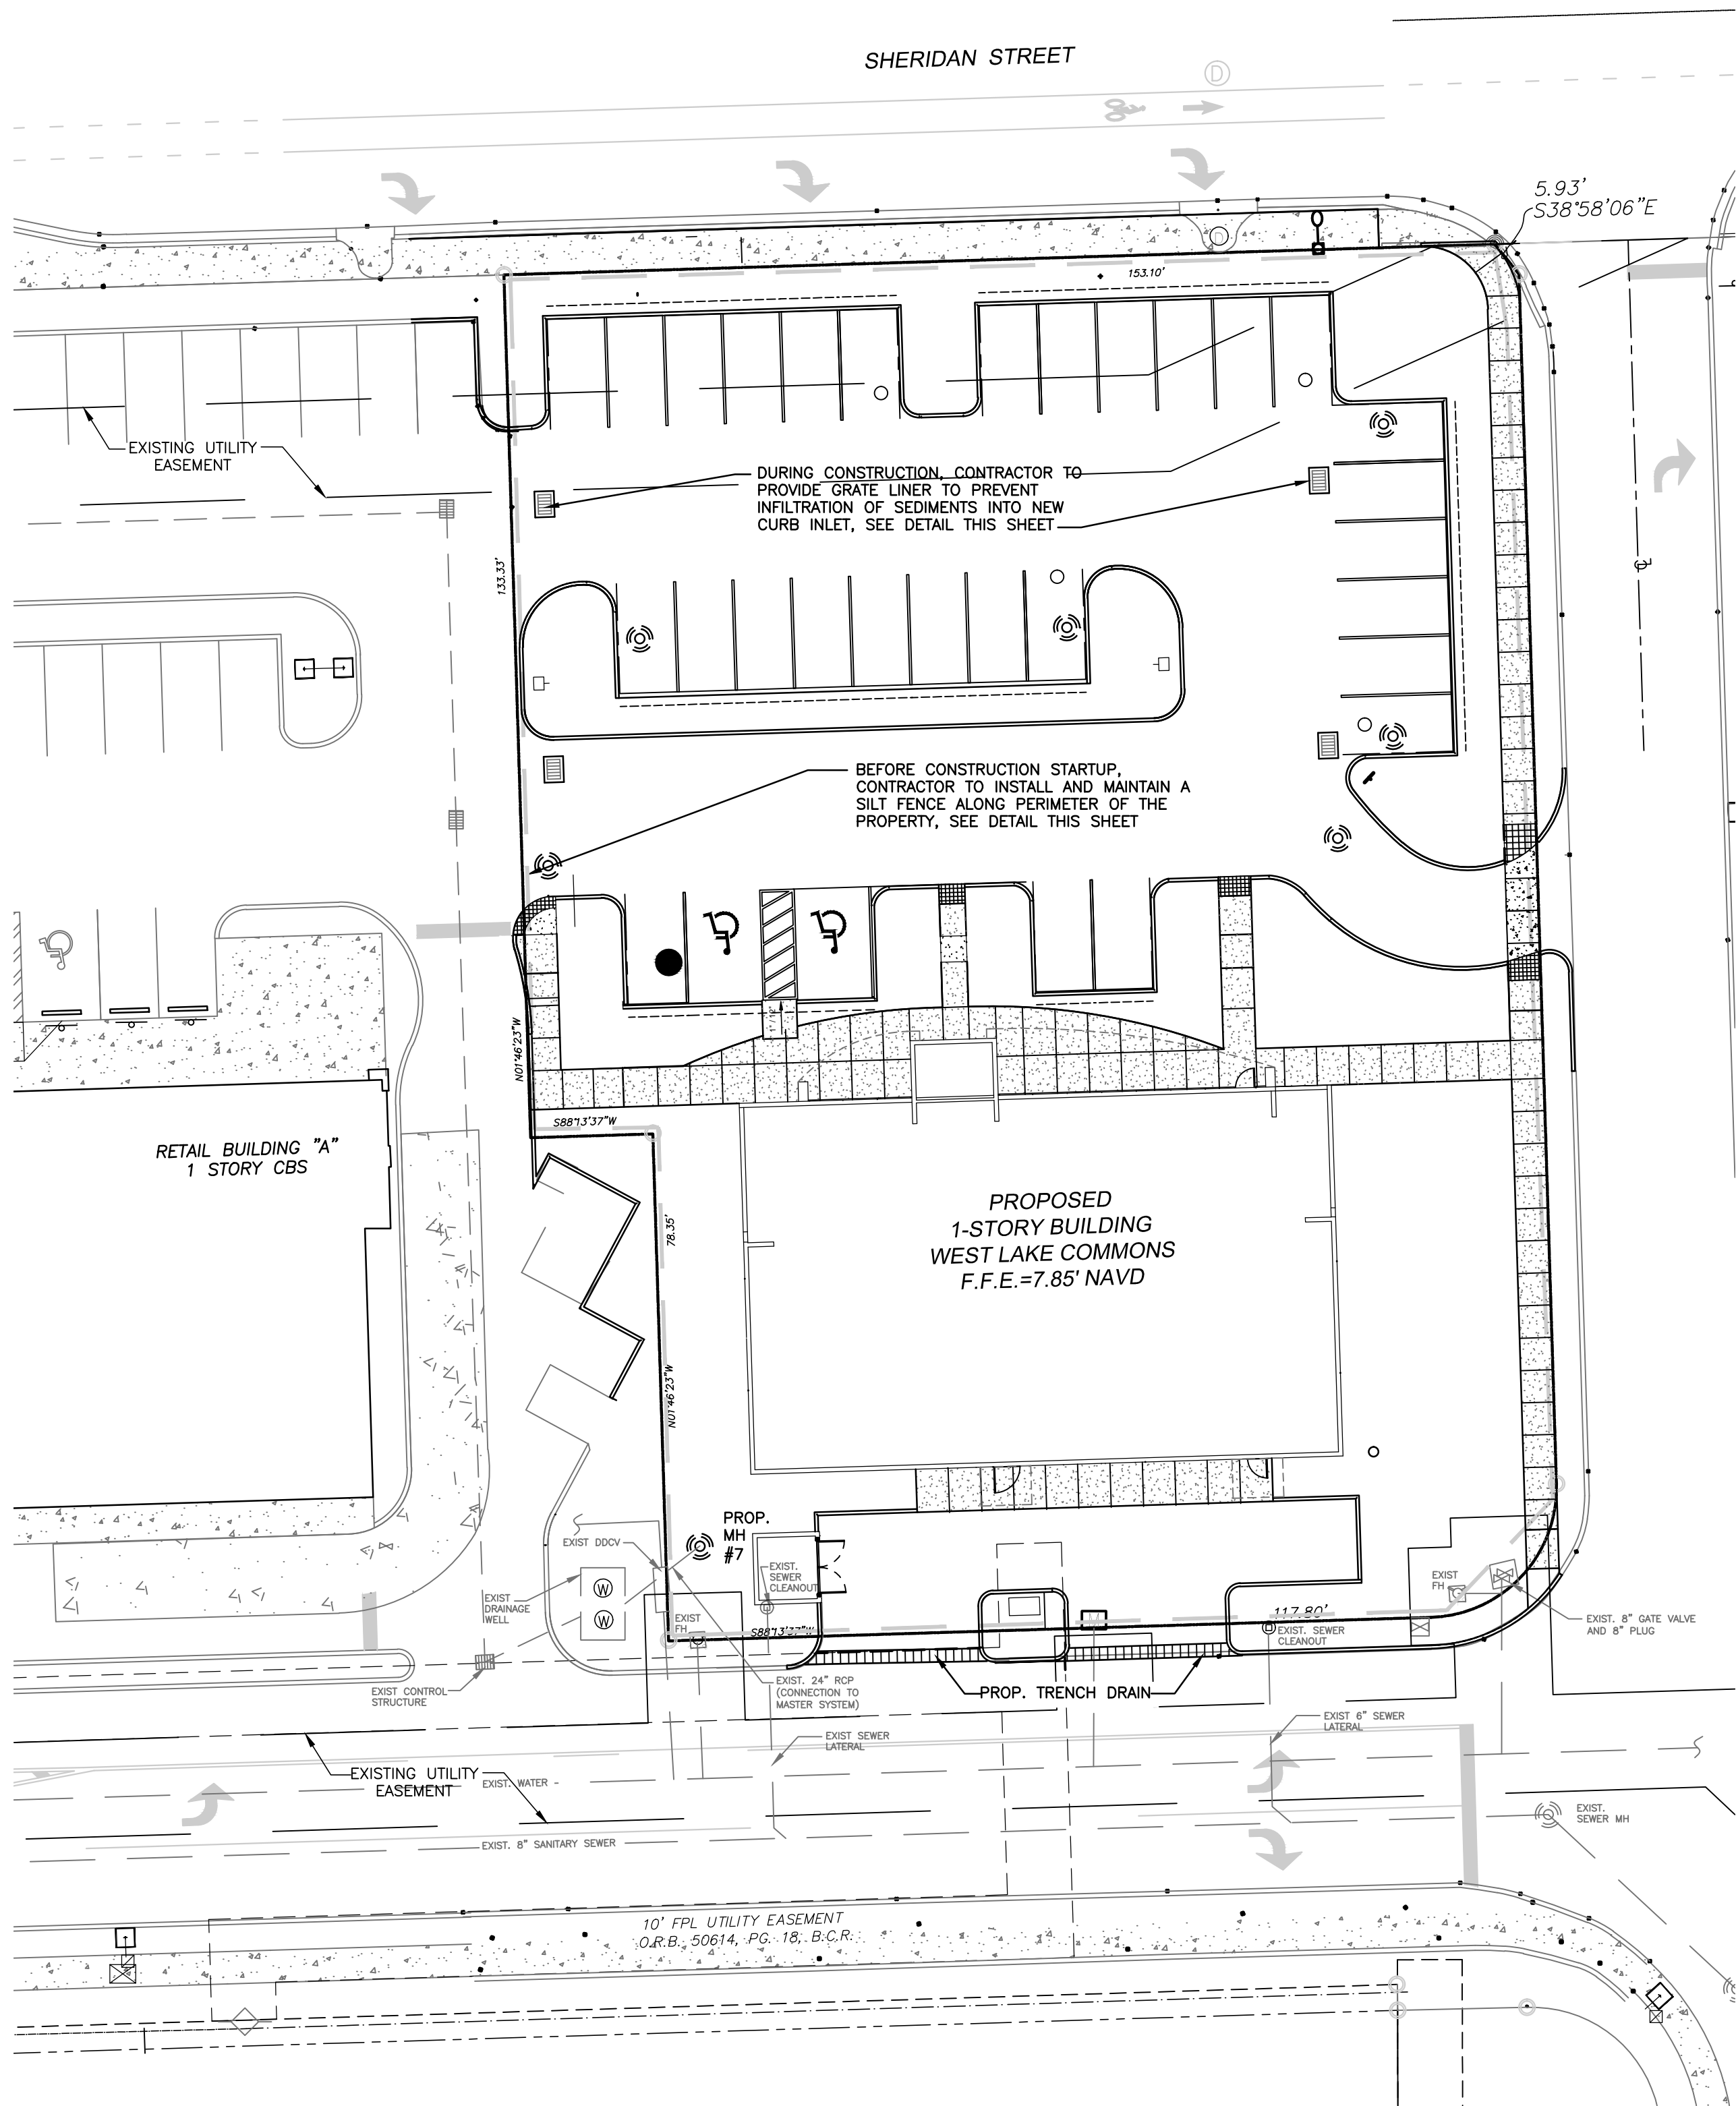 SHERIDAN STREET
D
5.93'
S38°58'06"E
D
153.10'
EXISTING UTILITY
EASEMENT
DURING CONSTRUCTION, CONTRACTOR TO
PROVIDE GRATE LINER TO PREVENT
INFILTRATION OF SEDIMENTS INTO NEW
CURB INLET, SEE DETAIL THIS SHEET
133.33'
BEFORE CONSTRUCTION STARTUP,
CONTRACTOR TO INSTALL AND MAINTAIN A
SILT FENCE ALONG PERIMETER OF THE
PROPERTY, SEE DETAIL THIS SHEET
N01°46'23"W
S88°13'37"W
RETAIL BUILDING "A"
1 STORY CBS
78.35'
PROPOSED
1-STORY BUILDING
WEST LAKE COMMONS
F.F.E.=7.85' NAVD
N01°46'23"W
PROP.
MH
#7
EXIST DDCV
EXIST.
SEWER
CLEANOUT
W
W
EXIST
DRAINAGE
WELL
EXIST
FH
S88°13'37"W
EXIST
FH
117.80'
EXIST. SEWER
CLEANOUT
EXIST. 8" GATE VALVE
AND 8" PLUG
EXIST CONTROL
STRUCTURE
EXIST. 24" RCP
(CONNECTION TO
MASTER SYSTEM)
PROP. TRENCH DRAIN
EXIST SEWER
LATERAL
EXIST 6" SEWER
LATERAL
EXISTING UTILITY
EASEMENT
EXIST. WATER
EXIST.
SEWER MH
EXIST. 8" SANITARY SEWER
10' FPL UTILITY EASEMENT
O.R.B. 50614, PG. 18, B.C.R.